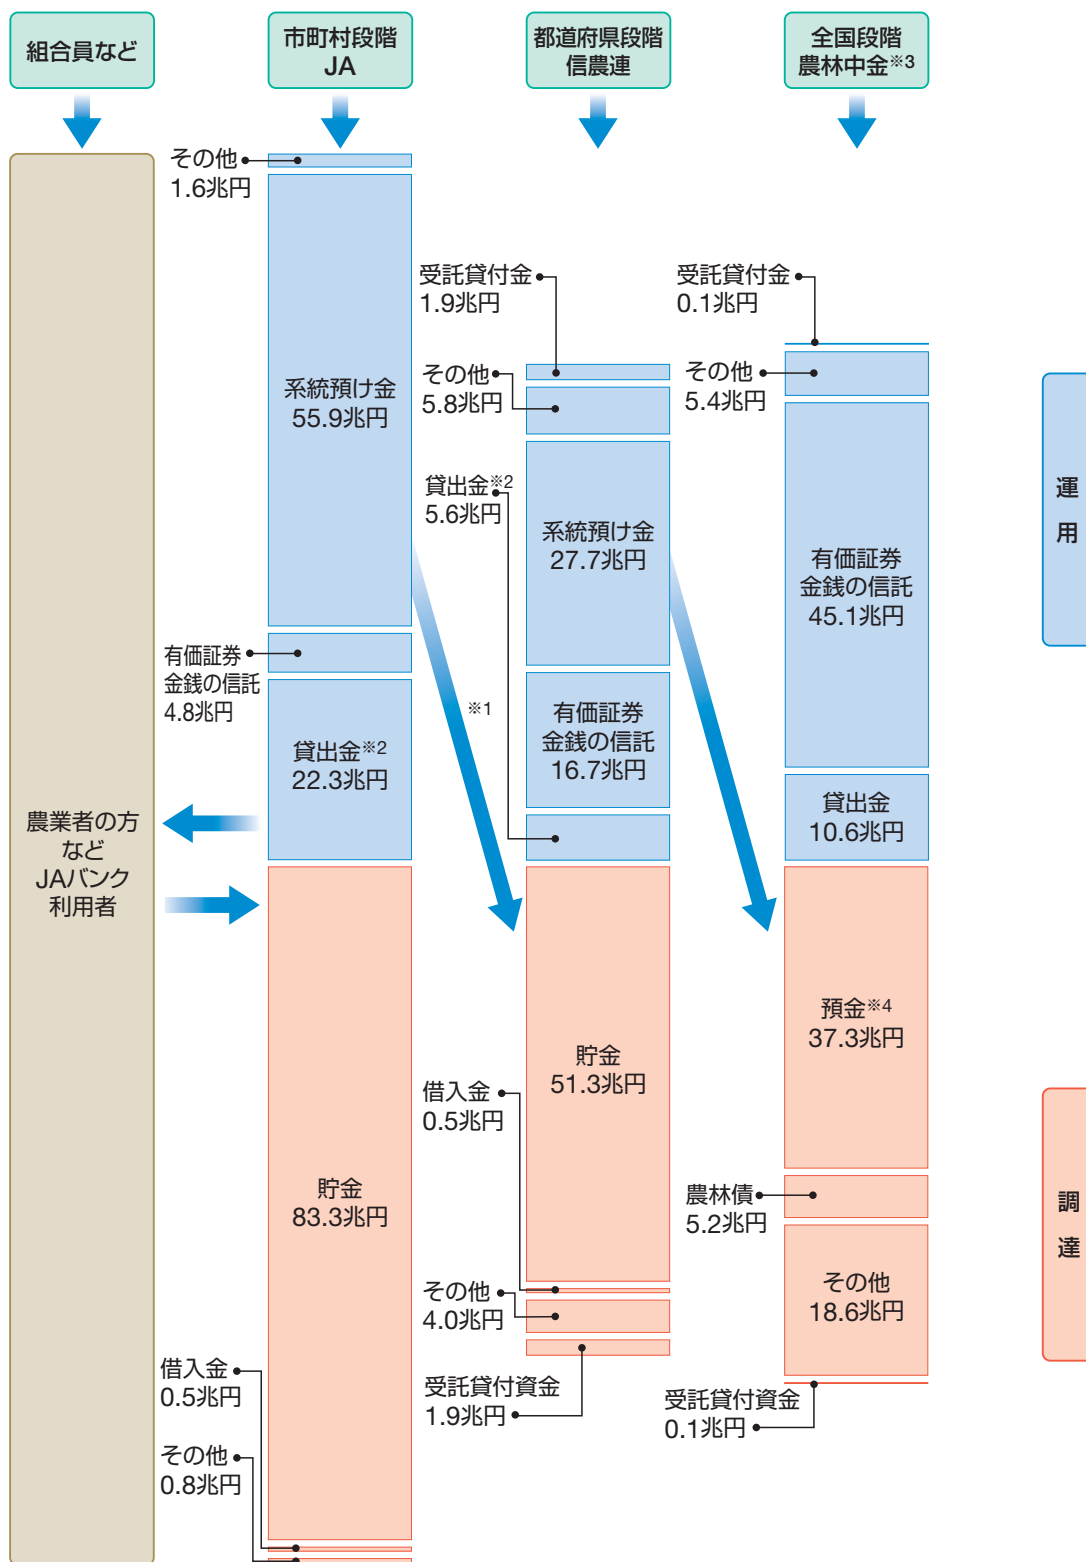 組合員など
市町村段階
JA
都道府県段階
信農連
全国段階
農林中金※3
その他
1.6兆円
系統預け金
55.9兆円
有価証券
金銭の信託
4.8兆円
貸出金※2
22.3兆円
農業者の方
など
JAバンク
利用者
貯金
83.3兆円
借入金
0.5兆円
その他
0.8兆円
※1
受託貸付金
1.9兆円
その他
5.8兆円
貸出金※2
5.6兆円
系統預け金
27.7兆円
有価証券
金銭の信託
16.7兆円
貯金
51.3兆円
借入金
0.5兆円
その他
4.0兆円
受託貸付資金
1.9兆円
受託貸付金
0.1兆円
その他
5.4兆円
有価証券
金銭の信託
45.1兆円
貸出金
10.6兆円
預金※4
37.3兆円
農林債
5.2兆円
その他
18.6兆円
受託貸付資金
0.1兆円
運用
調達